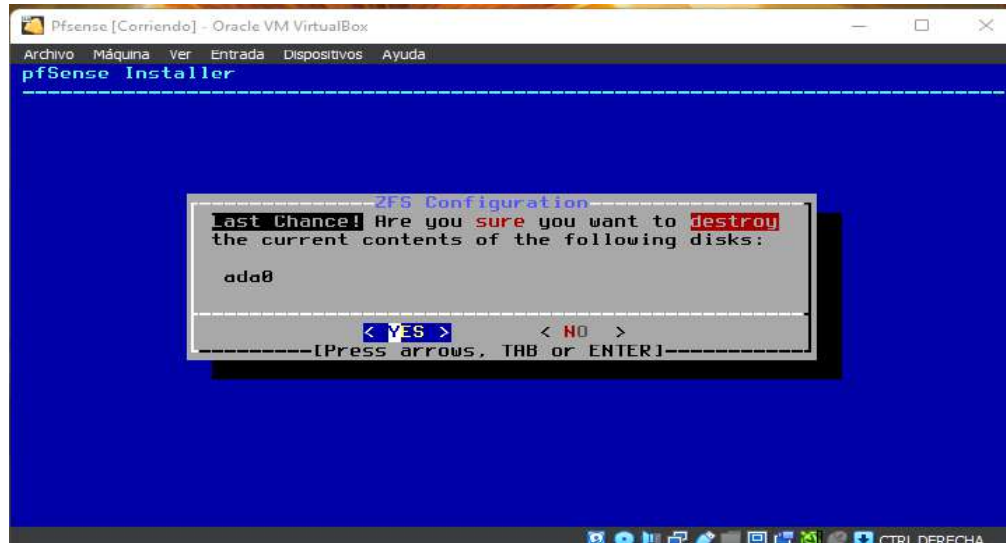 Pfsense [Corriendo] - Oracle VM VirtualBox
Archivo Máquina Ver Entrada Dispositivos Ayuda
pfSense Installer
ZFS Configuration
Last Chance! Are you sure you want to destroy
the current contents of the following disks:
ada0
< YES > < NO >
[Press arrows, TAB or ENTER]
CTRL DERECHA